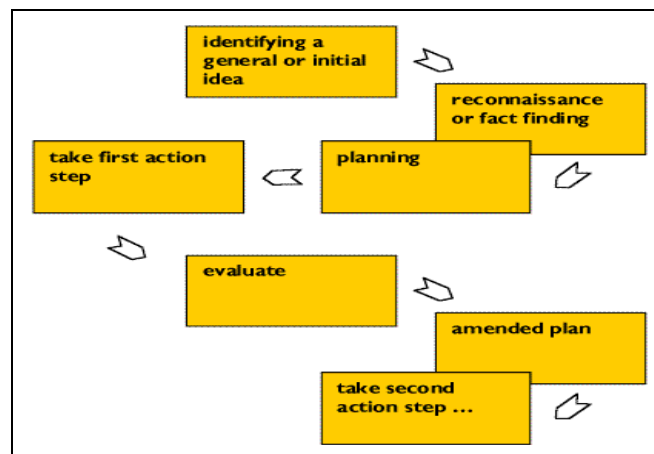 identifying a
general or initial
idea
reconnaissance
or fact finding
planning
take first action
step
evaluate
amended plan
take second
action step ...